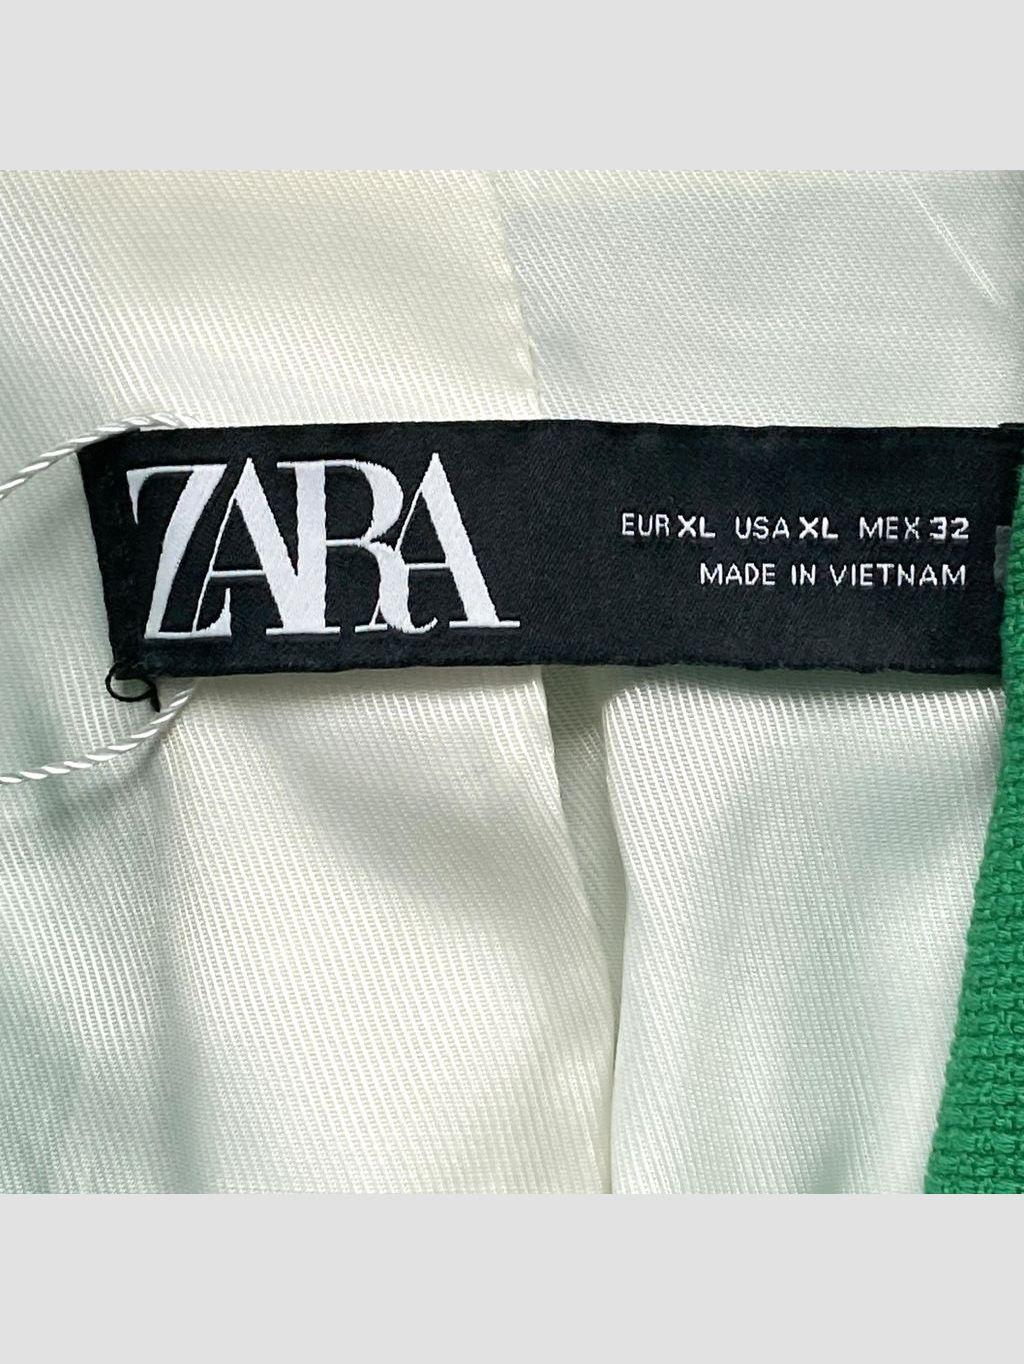 ZARA
EUR XL USA XL MEX 32
MADE IN VIETNAM